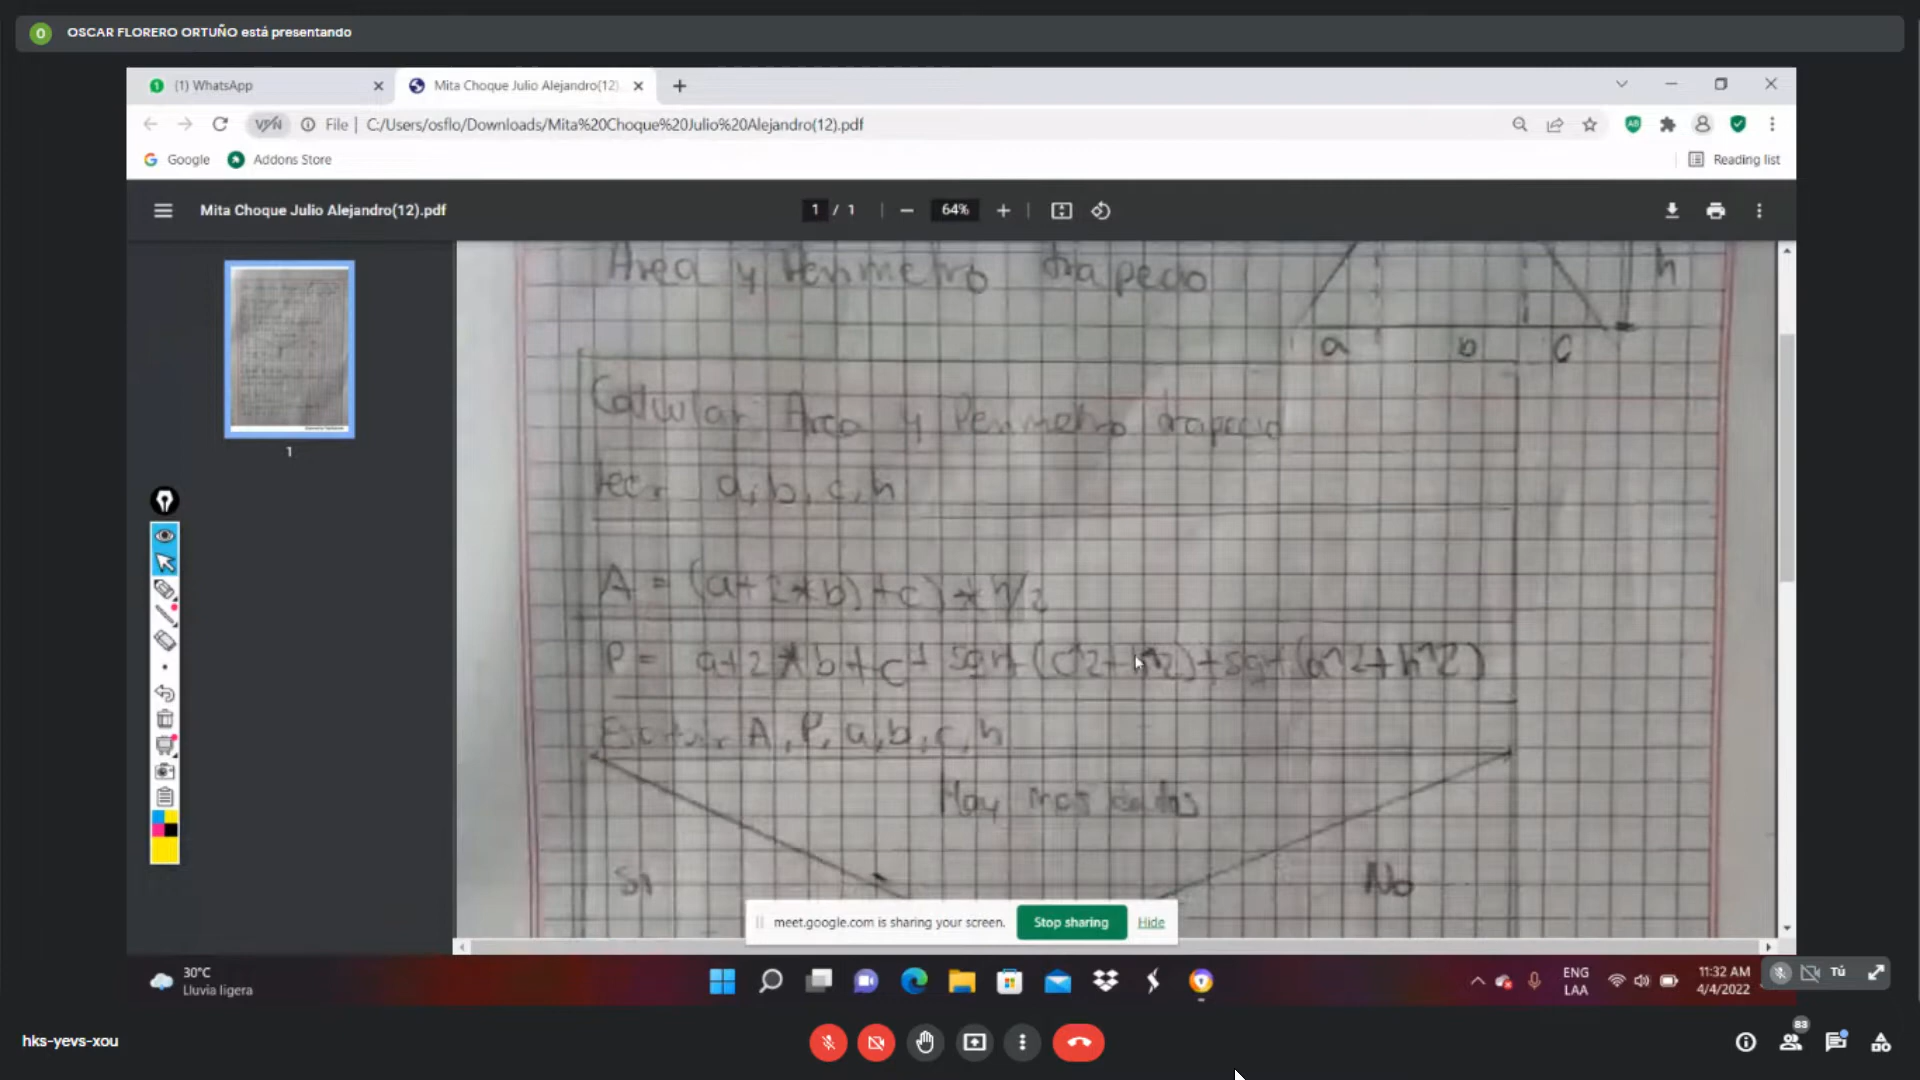 O OSCAR FLORERO ORTUÑO está presentando
(1) WhatsApp
Mita Choque Julio Alejandro(12)
VPN
File
C:/Users/osflo/Downloads/Mita%20Choque%20Julio%20Alejandro(12).pdf
Google
Addons Store
Reading list
Mita Choque Julio Alejandro(12).pdf
1 / 1
64%
1
Area y Perimetro trapecio
h
a b c
Calcular Area y Perimetro trapecio
leer a, b, c, h
A = (a+2*b)+c)*h/2
P = a+2*b+c+sqrt(c^2+h^2)+sqrt(a^2+h^2)
Escribir A, P, a, b, c, h
Hay mas datos
Si
No
meet.google.com is sharing your screen.
Stop sharing
Hide
30°C
Lluvia ligera
ENG
LAA
11:32 AM
4/4/2022
Tú
hks-yevs-xou
83